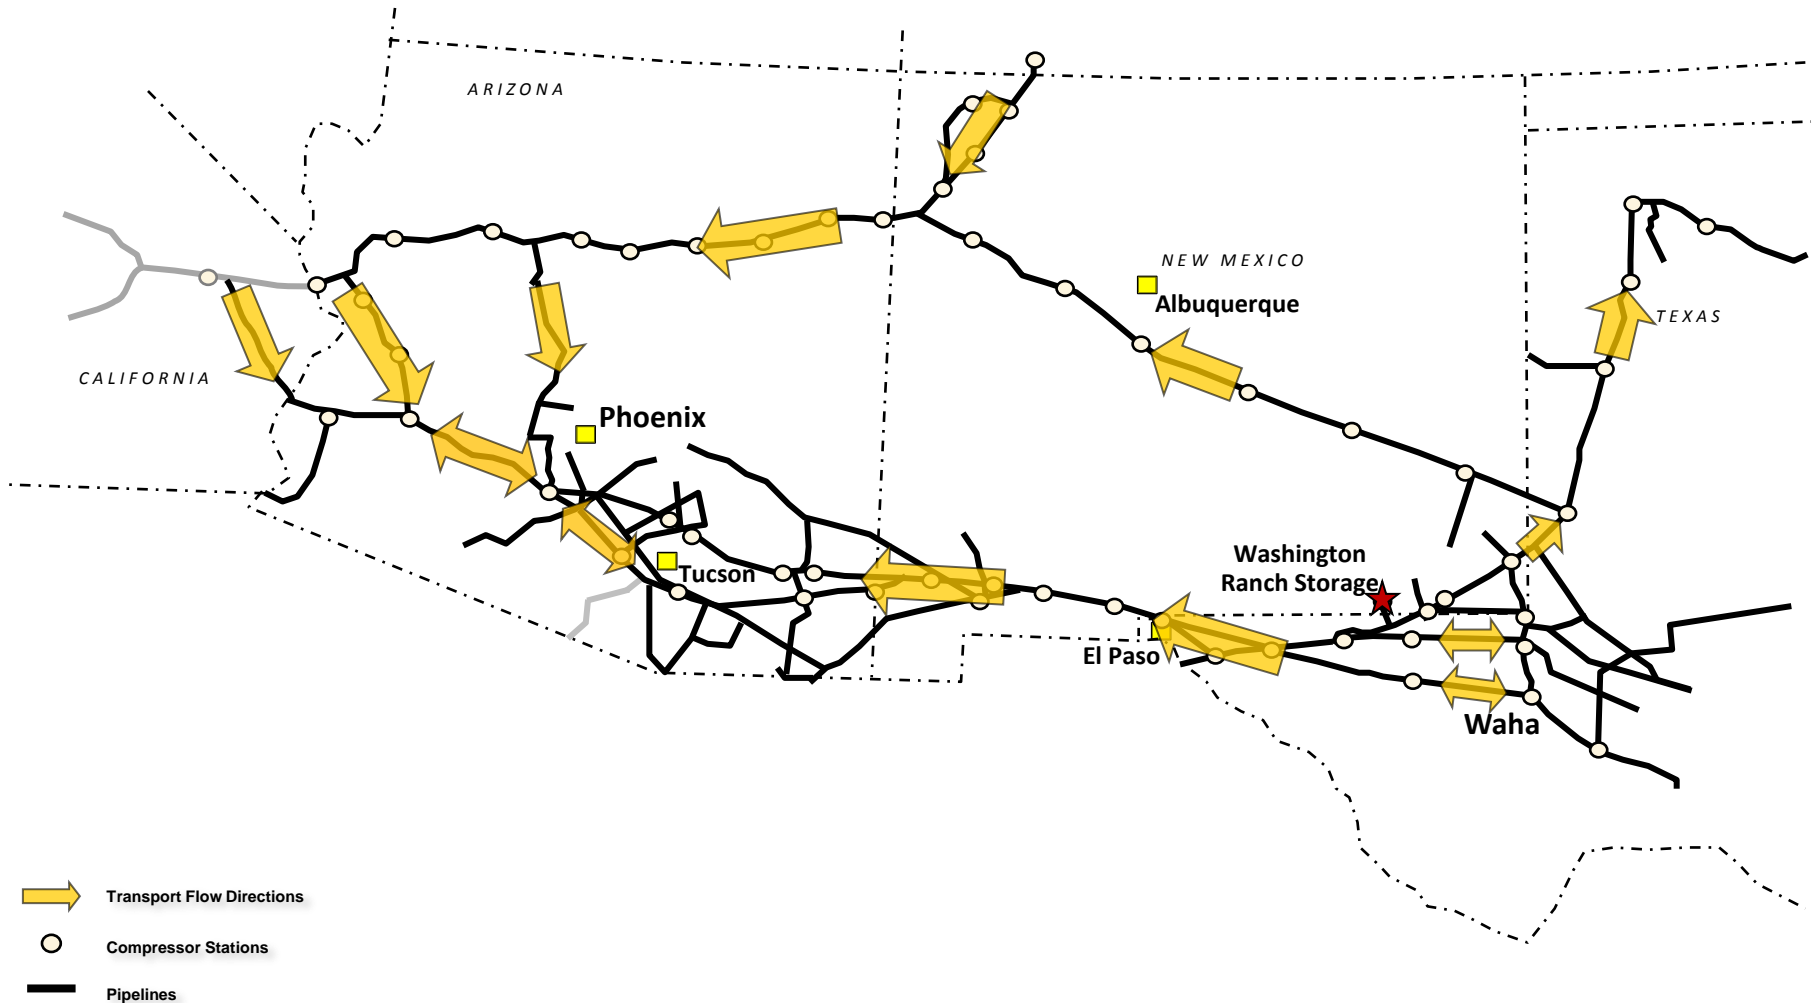 ARIZONA
NEW MEXICO
Albuquerque
TEXAS
CALIFORNIA
Phoenix
Washington
Ranch Storage
Tucson
El Paso
Waha
Transport Flow Directions
Compressor Stations
Pipelines